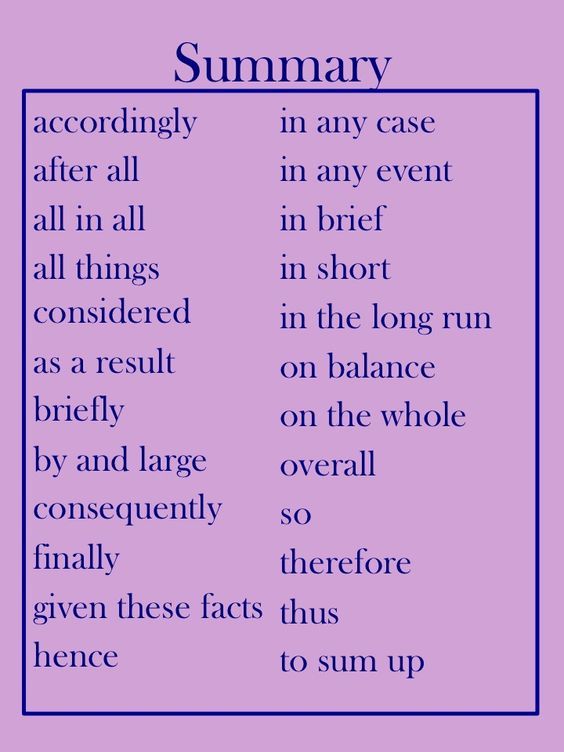 Summary
accordingly
after all
all in all
all things
considered
as a result
briefly
by and large
consequently
finally
given these facts
hence
in any case
in any event
in brief
in short
in the long run
on balance
on the whole
overall
so
therefore
thus
to sum up